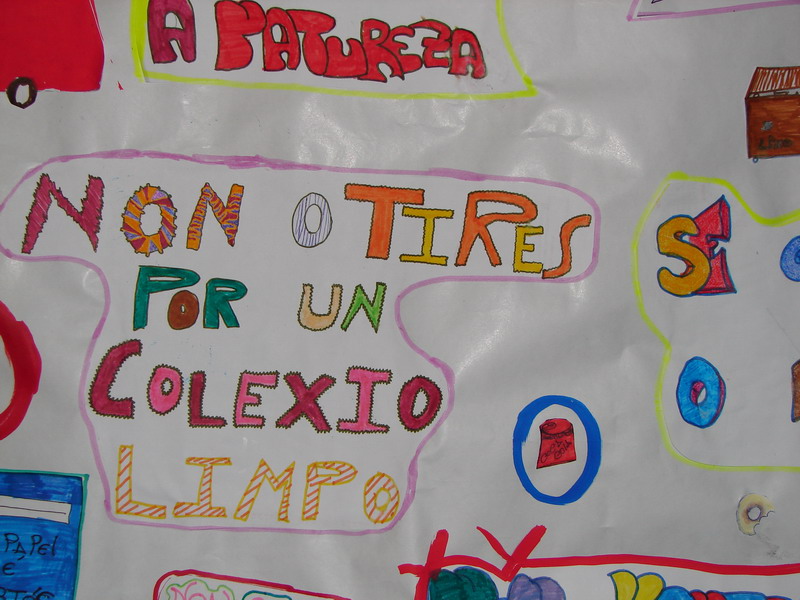 A NATUREZA
NON O TIRES
POR UN
COLEXIO
LIMPO
SE
O
PAPEl
E